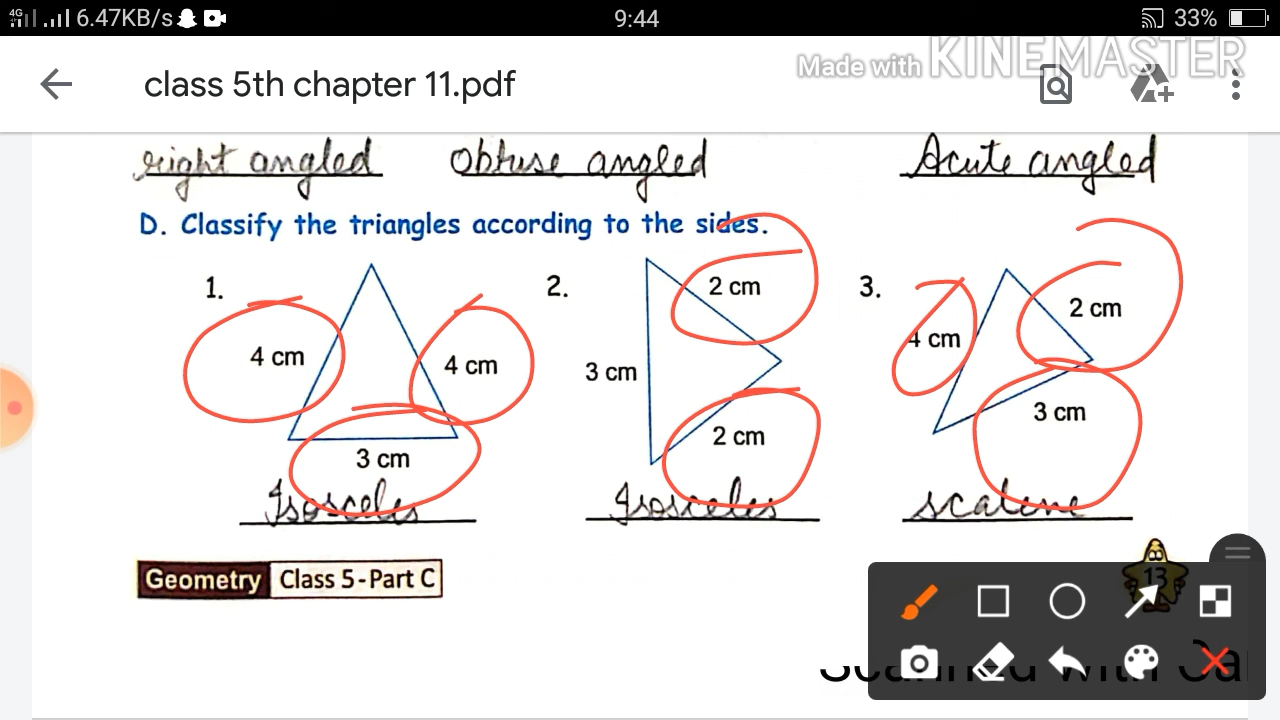 4G 6.47KB/s 9:44 33%
Made with KINEMASTER
class 5th chapter 11.pdf
right angled obtuse angled Acute angled
D. Classify the triangles according to the sides.
1. 4 cm 4 cm 3 cm
2. 2 cm 3 cm 2 cm
3. 4 cm 2 cm 3 cm
Isosceles Isosceles scalene
Geometry Class 5-Part C
13